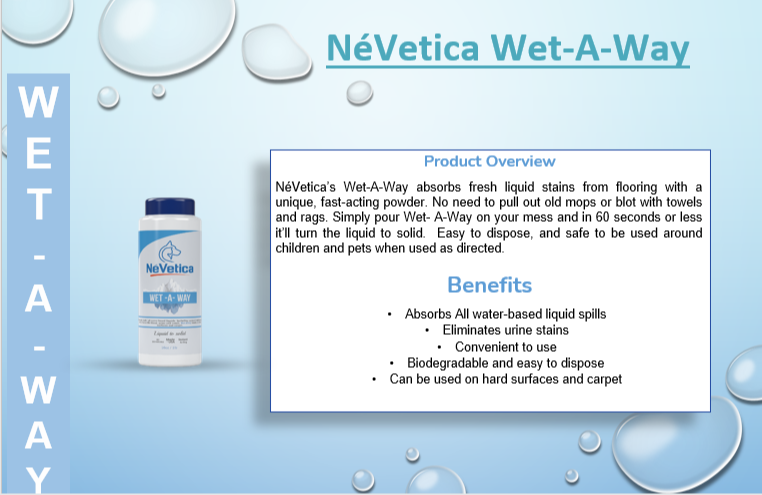 NéVetica Wet-A-Way
W
E
T
-
A
-
W
A
Y
Product Overview
NéVetica's Wet-A-Way absorbs fresh liquid stains from flooring with a
unique, fast-acting powder. No need to pull out old mops or blot with towels
and rags. Simply pour Wet- A-Way on your mess and in 60 seconds or less
it'll turn the liquid to solid. Easy to dispose, and safe to be used around
children and pets when used as directed.
Benefits
• Absorbs All water-based liquid spills
• Eliminates urine stains
• Convenient to use
• Biodegradable and easy to dispose
• Can be used on hard surfaces and carpet
NeVetica
WET -A- WAY
Liquid to solid